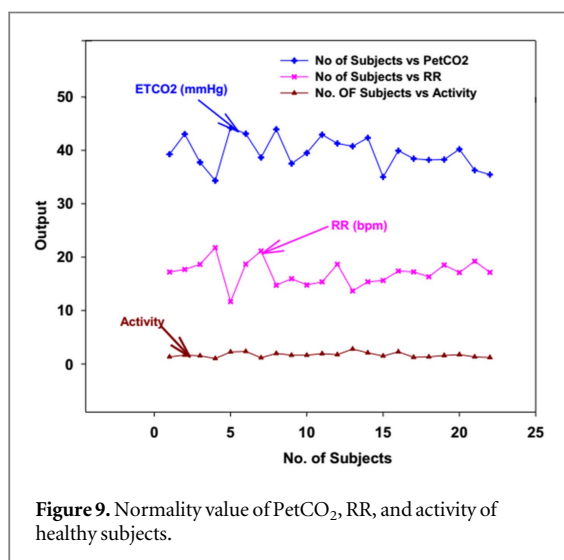 No of Subjects vs PetCO2
No of Subjects vs RR
No. OF Subjects vs Activity
ETCO2 (mmHg)
RR (bpm)
Activity
Output
50
40
30
20
10
0
0 5 10 15 20 25
No. of Subjects
Figure 9. Normality value of PetCO₂, RR, and activity of
healthy subjects.